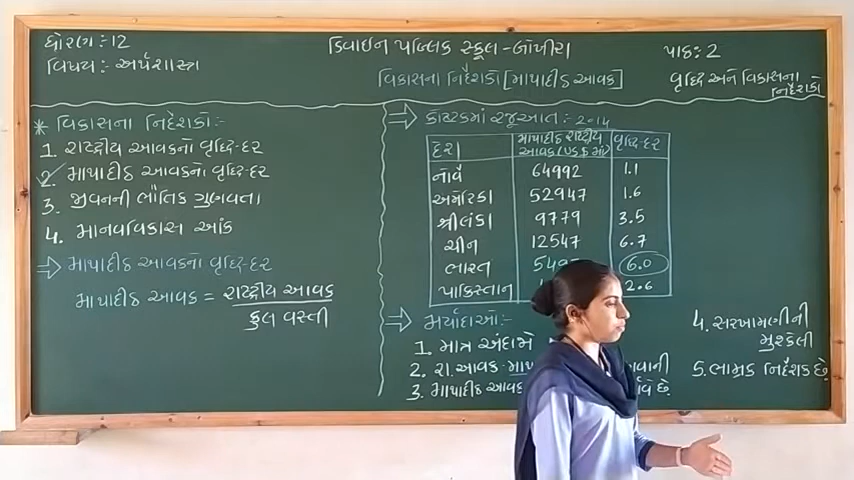 ધોરણ :- 12
વિષય :- અર્થશાસ્ત્ર
ડિવાઇન પબ્લિક સ્કૂલ - બોખીરા
વિકાસના નિર્દેશકો [માથાદીઠ આવક]
પાઠ : 2
વૃદ્ધિ અને વિકાસના
નિર્દેશકો
* વિકાસના નિર્દેશકો :-
1. રાષ્ટ્રીય આવકનો વૃદ્ધિ-દર
2. માથાદીઠ આવકનો વૃદ્ધિ-દર
3. જીવનની ભૌતિક ગુણવત્તા
4. માનવવિકાસ આંક
⇒ માથાદીઠ આવકનો વૃદ્ધિ-દર
માથાદીઠ આવક = રાષ્ટ્રીય આવક
કુલ વસ્તી
⇒ કોષ્ટકમાં રજૂઆત :- 2014
દેશ માથાદીઠ રાષ્ટ્રીય આવક (US $ માં) વૃદ્ધિ-દર
નોર્વે 64992 1.1
અમેરિકા 52947 1.6
શ્રીલંકા 9779 3.5
ચીન 12547 6.7
ભારત 549 6.0
પાકિસ્તાન 2.6
⇒ મર્યાદાઓ :-
1. માત્ર અંદાજો
2. રા. આવક માપ વાની
3. માથાદીઠ આવક છે.
4. સરખામણીની
મુશ્કેલી
5. ભ્રામક નિર્દેશક છે.